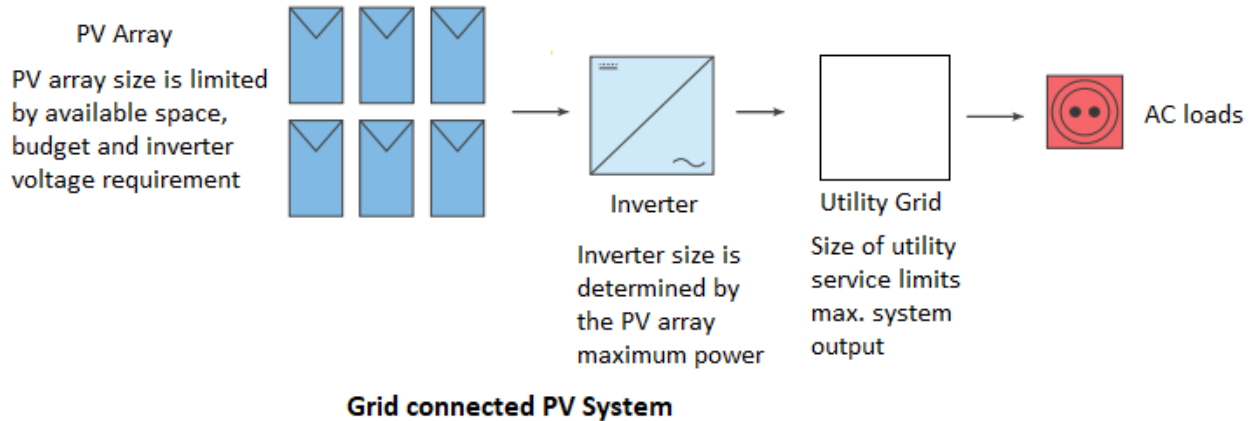 PV Array
PV array size is limited
by available space,
budget and inverter
voltage requirement
Inverter
Inverter size is
determined by
the PV array
maximum power
Utility Grid
Size of utility
service limits
max. system
output
AC loads
Grid connected PV System